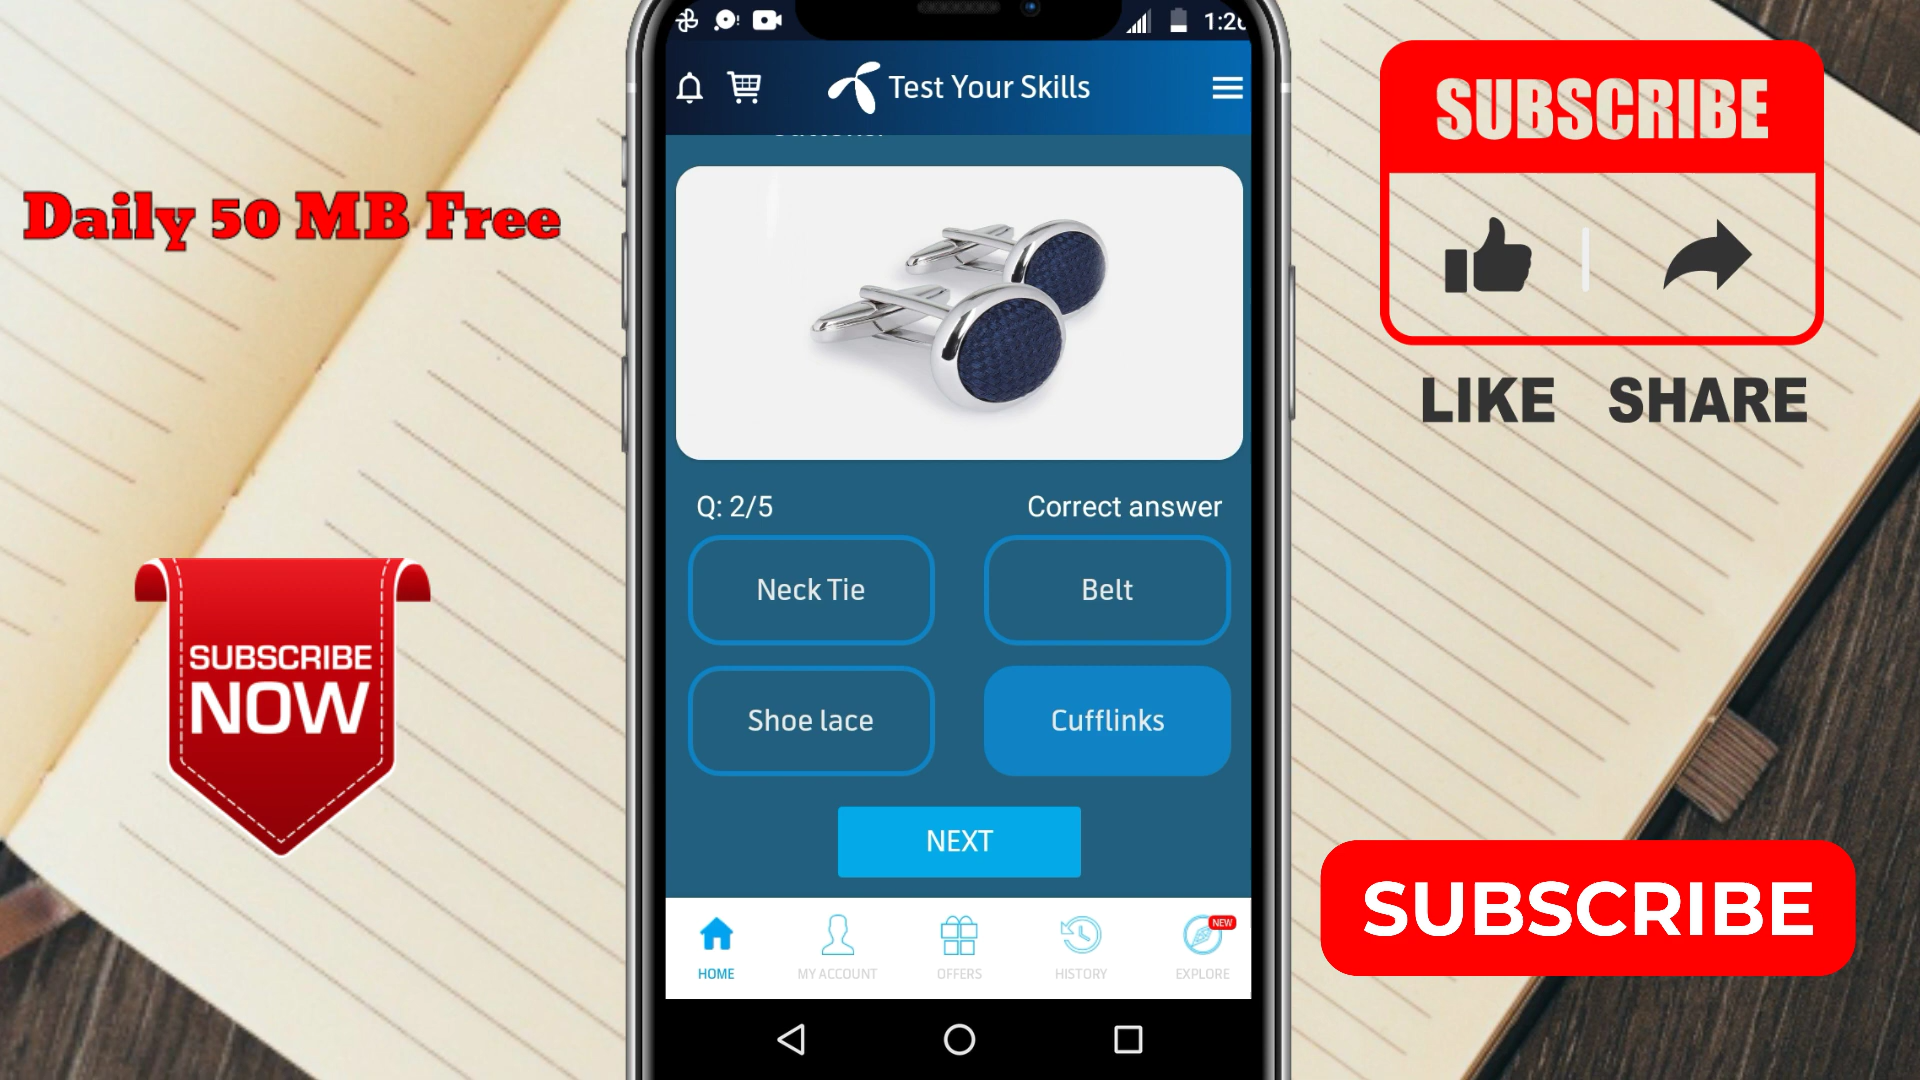 1:26
Test Your Skills
Daily 50 MB Free
SUBSCRIBE
LIKE SHARE
Q: 2/5
Correct answer
Neck Tie
Belt
Shoe lace
Cufflinks
SUBSCRIBE
NOW
NEXT
SUBSCRIBE
NEW
HOME
MY ACCOUNT
OFFERS
HISTORY
EXPLORE